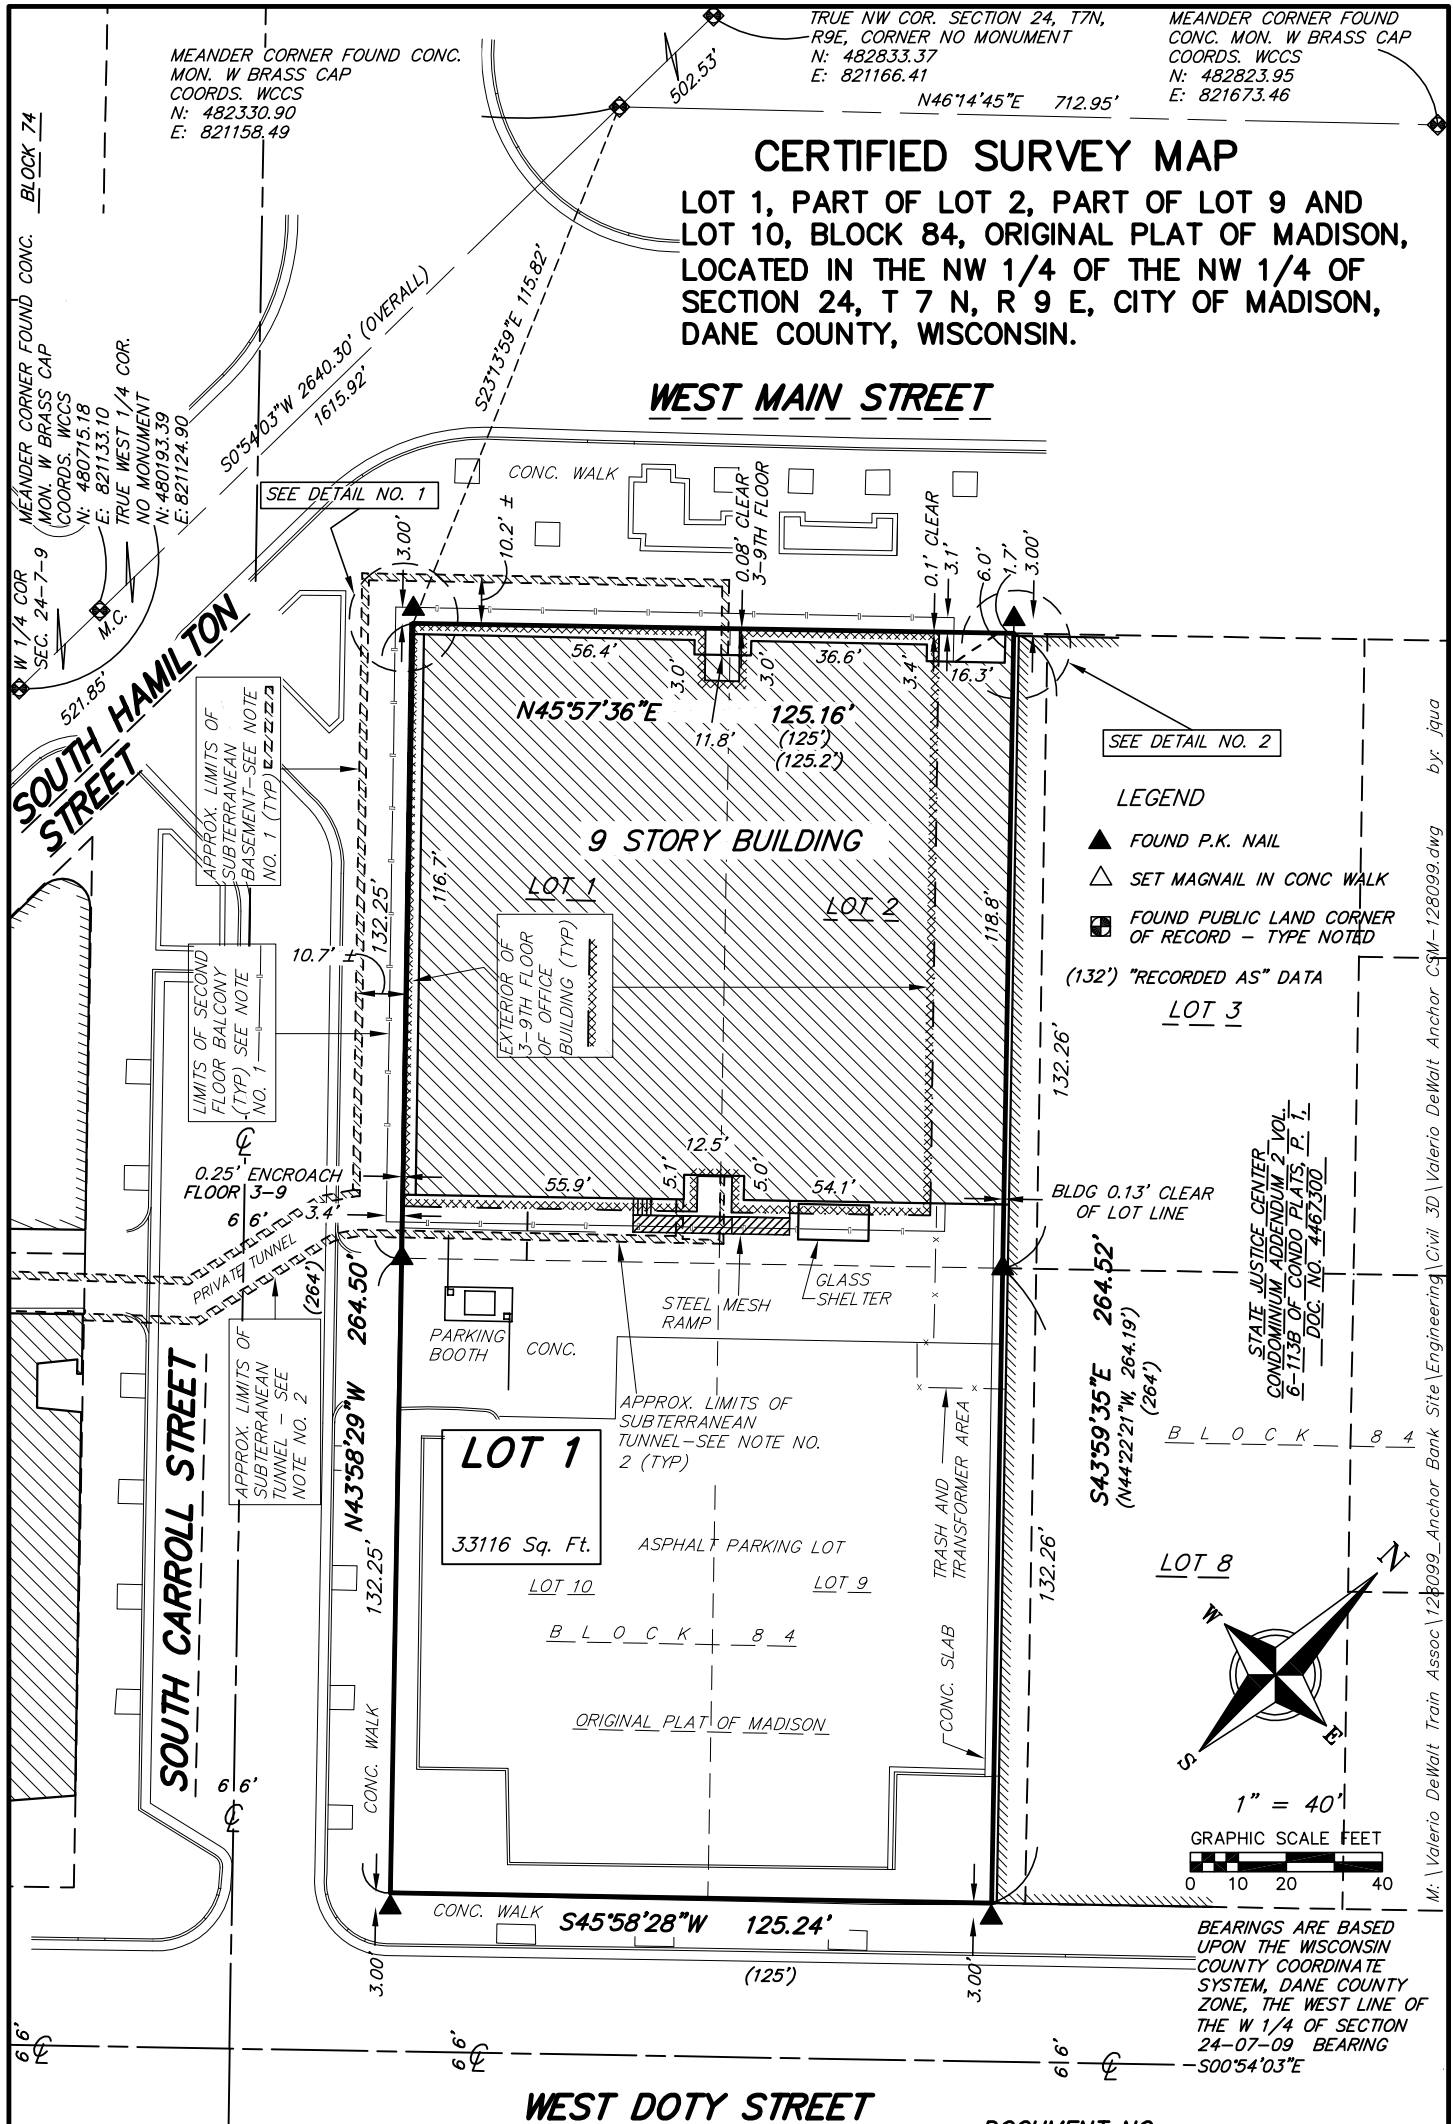 MEANDER CORNER FOUND CONC.
MON. W BRASS CAP
COORDS. WCCS
N: 482330.90
E: 821158.49
502.53'
TRUE NW COR. SECTION 24, T7N,
R9E, CORNER NO MONUMENT
N: 482833.37
E: 821166.41
MEANDER CORNER FOUND
CONC. MON. W BRASS CAP
COORDS. WCCS
N: 482823.95
E: 821673.46
N46°14'45"E 712.95'
CERTIFIED SURVEY MAP
LOT 1, PART OF LOT 2, PART OF LOT 9 AND
LOT 10, BLOCK 84, ORIGINAL PLAT OF MADISON,
LOCATED IN THE NW 1/4 OF THE NW 1/4 OF
SECTION 24, T 7 N, R 9 E, CITY OF MADISON,
DANE COUNTY, WISCONSIN.
BLOCK 74
MEANDER CORNER FOUND CONC.
MON. W BRASS CAP
COORDS. WCCS
N: 480715.18
E: 821133.10
TRUE WEST 1/4 COR.
NO MONUMENT
N: 480193.39
E: 821124.90
W 1/4 COR
SEC. 24-7-9
M.C.
521.85'
S0°54'03"W 2640.30' (OVERALL)
1615.92'
S23°13'59"E 115.82'
WEST MAIN STREET
CONC. WALK
SEE DETAIL NO. 1
3.00'
10.2' ±
0.08' CLEAR
3-9TH FLOOR
0.1' CLEAR
3.1'
6.0'
1.7'
3.00'
SOUTH HAMILTON
STREET
56.4'
3.0'
3.0'
36.6'
3.4'
16.3'
N45°57'36"E 125.16'
11.8'
(125')
(125.2')
SEE DETAIL NO. 2
LEGEND
FOUND P.K. NAIL
SET MAGNAIL IN CONC WALK
FOUND PUBLIC LAND CORNER
OF RECORD - TYPE NOTED
(132') "RECORDED AS" DATA
LOT 3
APPROX. LIMITS OF
SUBTERRANEAN
BASEMENT-SEE NOTE
NO. 1 (TYP)
9 STORY BUILDING
LOT 1
LOT 2
116.7'
132.25'
118.8'
10.7' ±
EXTERIOR OF
3-9TH FLOOR
OF OFFICE
BUILDING (TYP)
LIMITS OF SECOND
FLOOR BALCONY
(TYP) SEE NOTE
NO. 1
132.26'
12.5'
5.1'
5.0'
55.9'
54.1'
0.25' ENCROACH
FLOOR 3-9
66'
3.4'
PRIVATE TUNNEL
(264')
BLDG 0.13' CLEAR
OF LOT LINE
STATE JUSTICE CENTER
CONDOMINIUM ADDENDUM 2 VOL.
6-113B OF CONDO PLATS, P. 1,
DOC. NO. 4467300
GLASS
SHELTER
STEEL MESH
RAMP
PARKING
BOOTH
CONC.
APPROX. LIMITS OF
SUBTERRANEAN
TUNNEL - SEE
NOTE NO. 2
N43°58'29"W 264.50'
APPROX. LIMITS OF
SUBTERRANEAN
TUNNEL-SEE NOTE NO.
2 (TYP)
S43°59'35"E 264.52'
(N44°22'21"W, 264.19')
(264')
BLOCK 84
LOT 1
33116 Sq. Ft.
TRASH AND
TRANSFORMER AREA
ASPHALT PARKING LOT
LOT 10
LOT 9
LOT 8
132.25'
132.26'
BLOCK 84
ORIGINAL PLAT OF MADISON
CONC. SLAB
CONC. WALK
SOUTH CARROLL STREET
66'
N
W
E
S
1" = 40'
GRAPHIC SCALE FEET
0 10 20 40
CONC. WALK
S45°58'28"W 125.24'
(125')
3.00'
3.00'
BEARINGS ARE BASED
UPON THE WISCONSIN
COUNTY COORDINATE
SYSTEM, DANE COUNTY
ZONE, THE WEST LINE OF
THE W 1/4 OF SECTION
24-07-09 BEARING
S00°54'03"E
66'
66'
66'
WEST DOTY STREET
M:\Valerio DeWalt Train Assoc\128099_Anchor Bank Site\Engineering\Civil 3D\Valerio DeWalt Anchor CSM-128099.dwg by: jqua